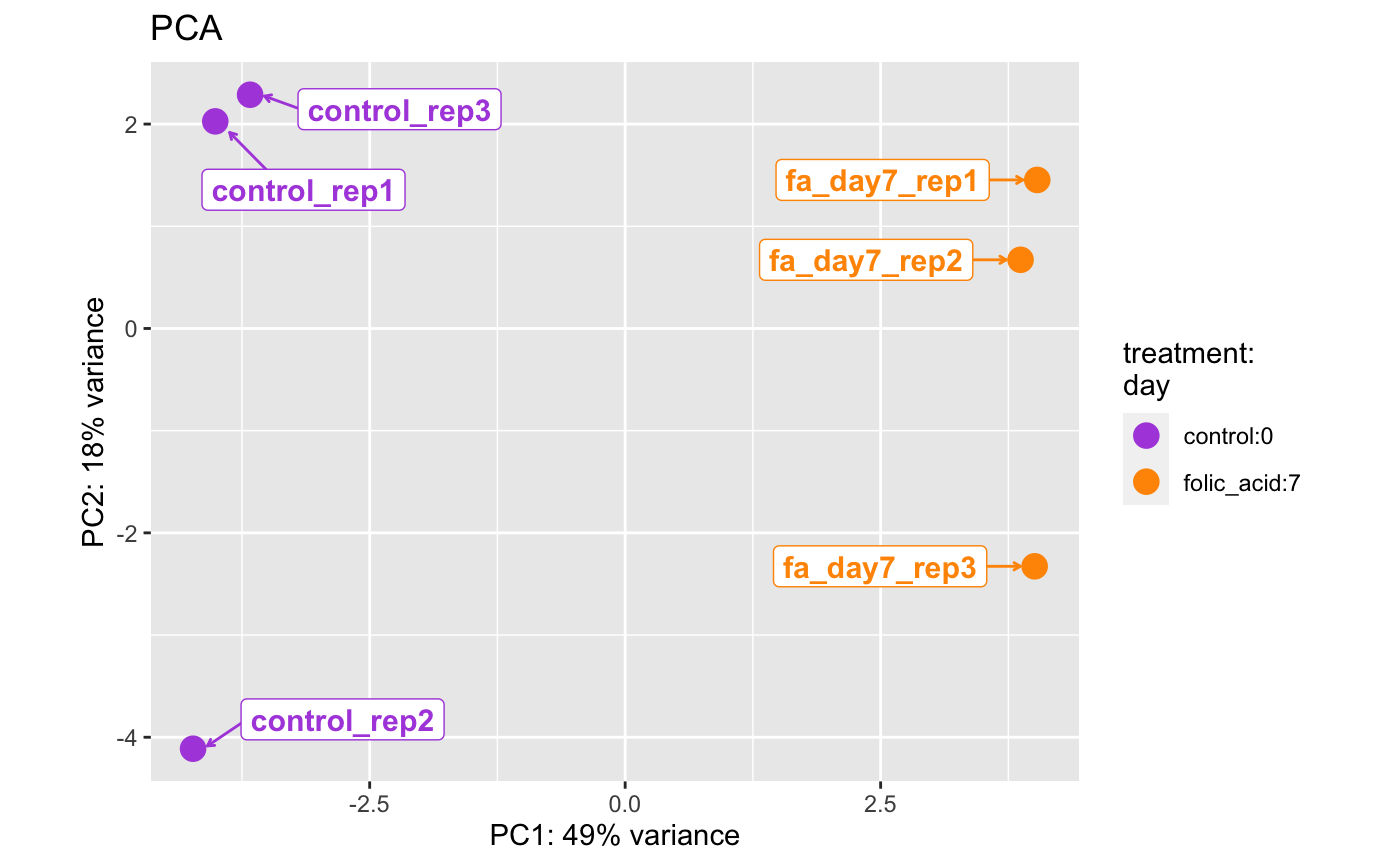 PCA
control_rep3
control_rep1
fa_day7_rep1
fa_day7_rep2
fa_day7_rep3
control_rep2
2
0
-2
-4
PC2: 18% variance
-2.5
0.0
2.5
PC1: 49% variance
treatment:
day
control:0
folic_acid:7